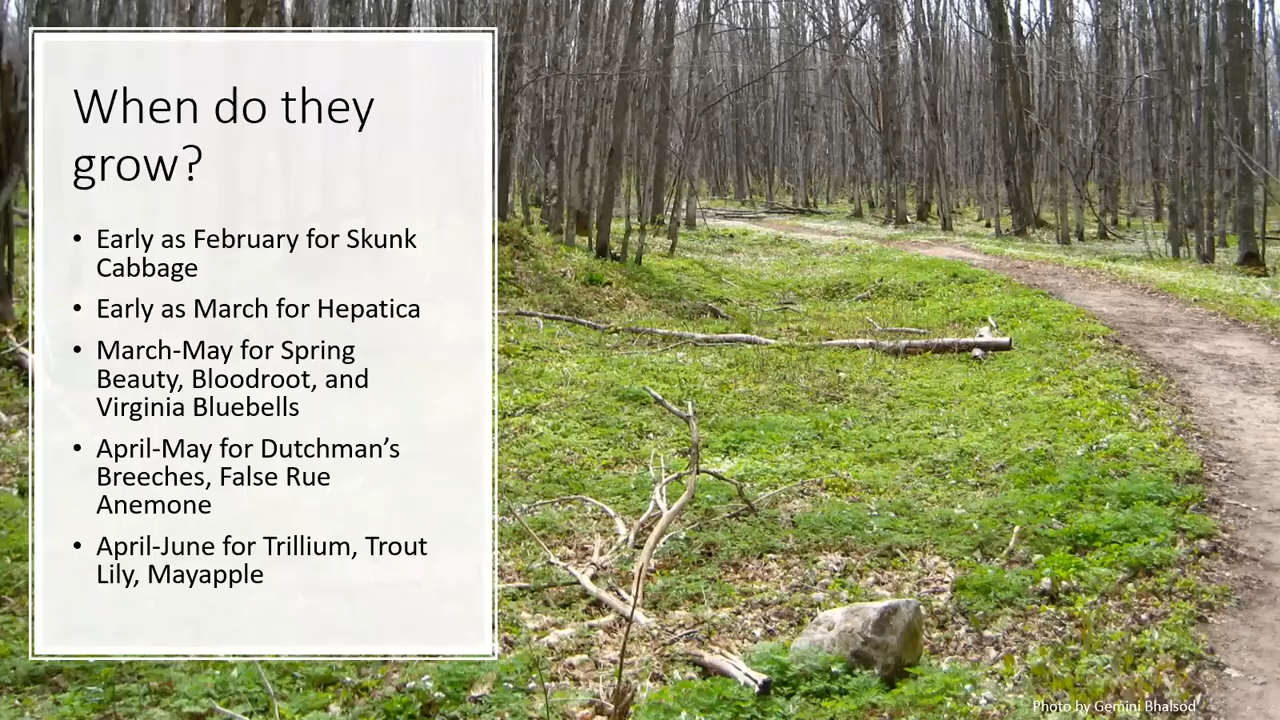 When do they
grow?
• Early as February for Skunk
Cabbage
• Early as March for Hepatica
• March-May for Spring
Beauty, Bloodroot, and
Virginia Bluebells
• April-May for Dutchman’s
Breeches, False Rue
Anemone
• April-June for Trillium, Trout
Lily, Mayapple
Photo by Gemini Bhalsod